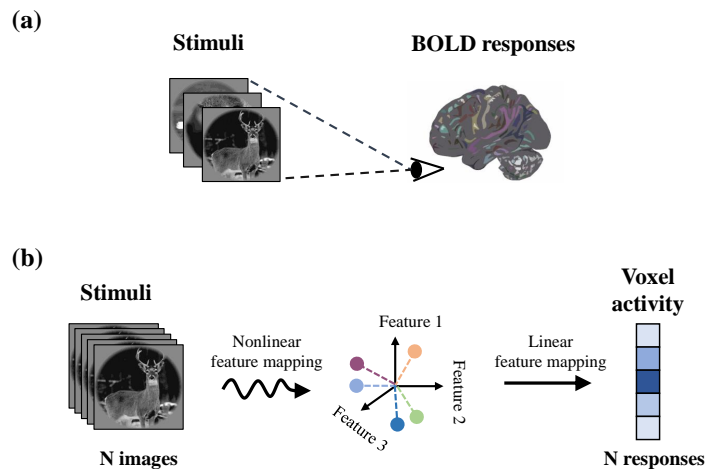 (a)
Stimuli
BOLD responses
(b)
Stimuli
Voxel
activity
Nonlinear
feature mapping
Feature 1
Feature 2
Feature 3
Linear
feature mapping
N images
N responses